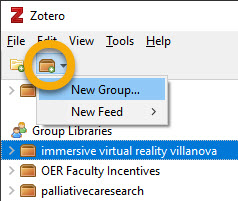 Z Zotero
File Edit View Tools Help
New Group...
New Feed
Group Libraries
immersive virtual reality villanova
OER Faculty Incentives
palliativecaresearch